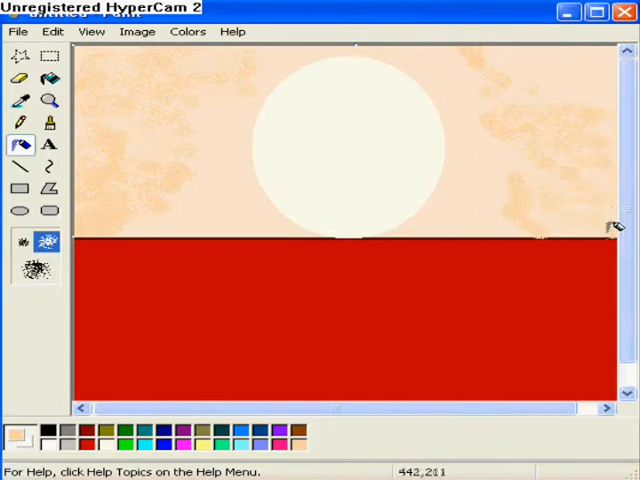 Unregistered HyperCam 2
File Edit View Image Colors Help
A
For Help, click Help Topics on the Help Menu.
442,211